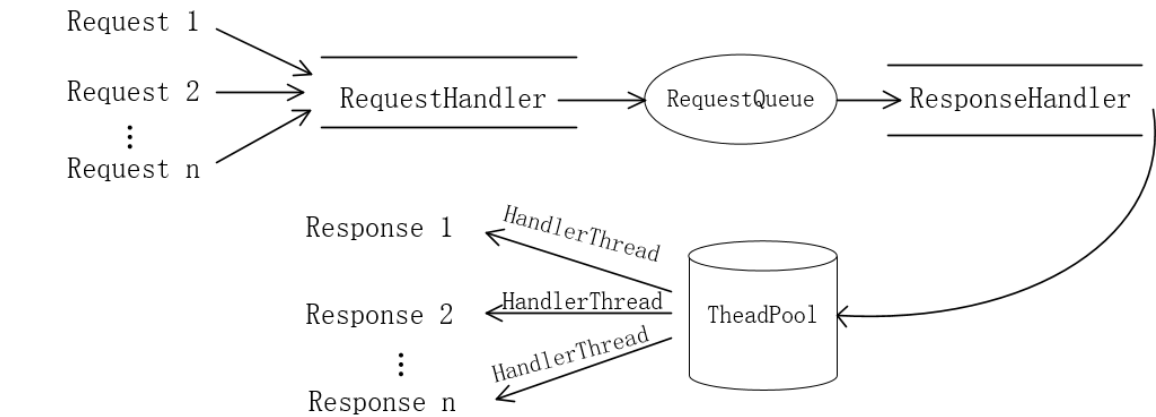 Request 1
Request 2
⋮
Request n
RequestHandler
RequestQueue
ResponseHandler
Response 1
Response 2
⋮
Response n
HandlerThread
HandlerThread
HandlerThread
TheadPool